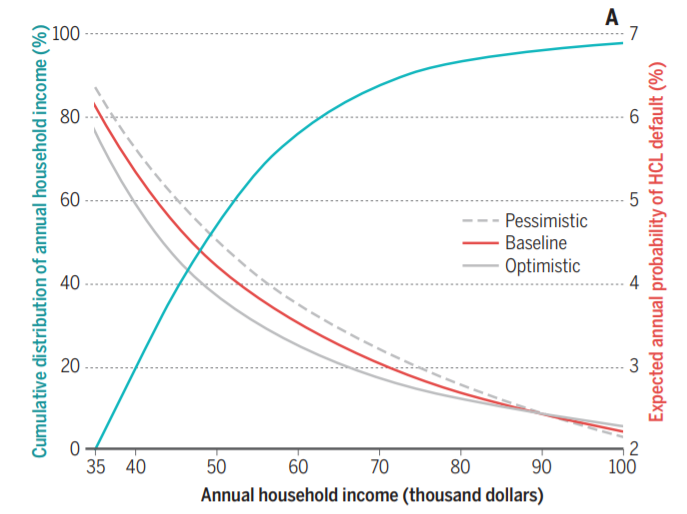 A
Cumulative distribution of annual household income (%)
100
80
60
40
20
0
7
6
5
4
3
2
Expected annual probability of HCL default (%)
Pessimistic
Baseline
Optimistic
35 40 50 60 70 80 90 100
Annual household income (thousand dollars)